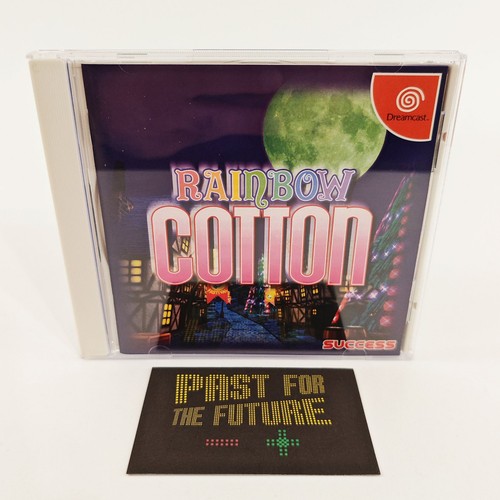 Dreamcast
RAINBOW
COTTON
SUCCESS
PAST FOR
THE FUTURE